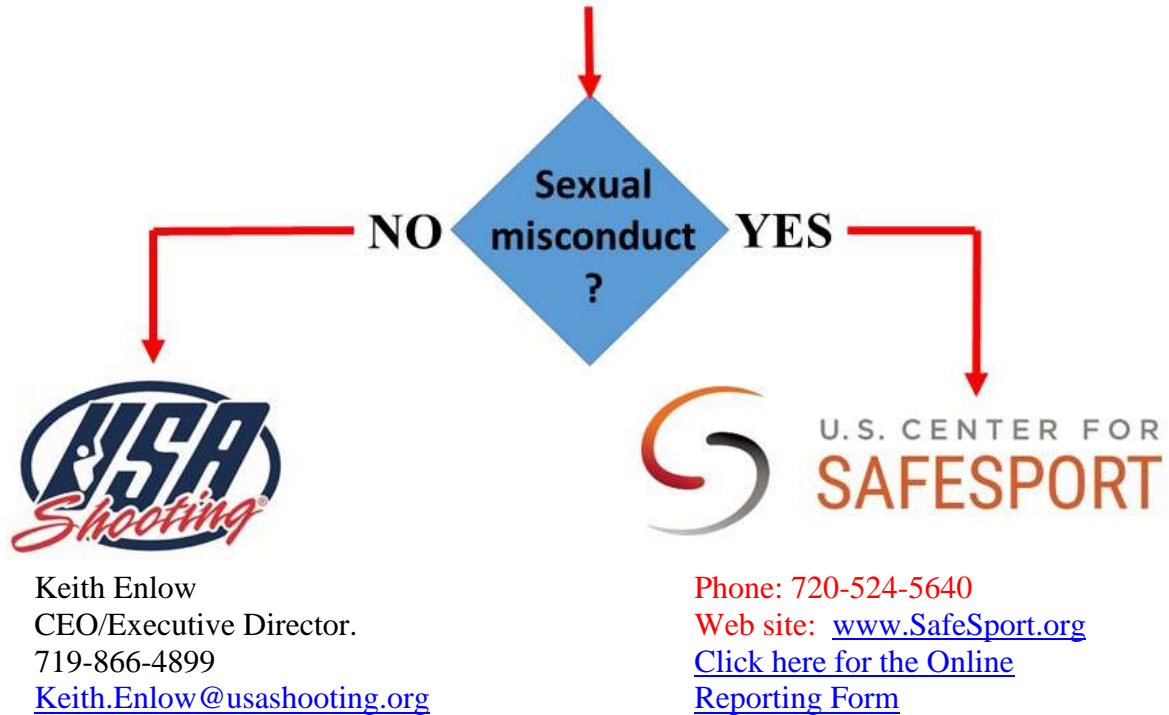 Sexual
NO misconduct YES
?
USA
Shooting®
U.S. CENTER FOR
SAFESPORT
Keith Enlow
CEO/Executive Director.
719-866-4899
Keith.Enlow@usashooting.org
Phone: 720-524-5640
Web site: www.SafeSport.org
Click here for the Online
Reporting Form